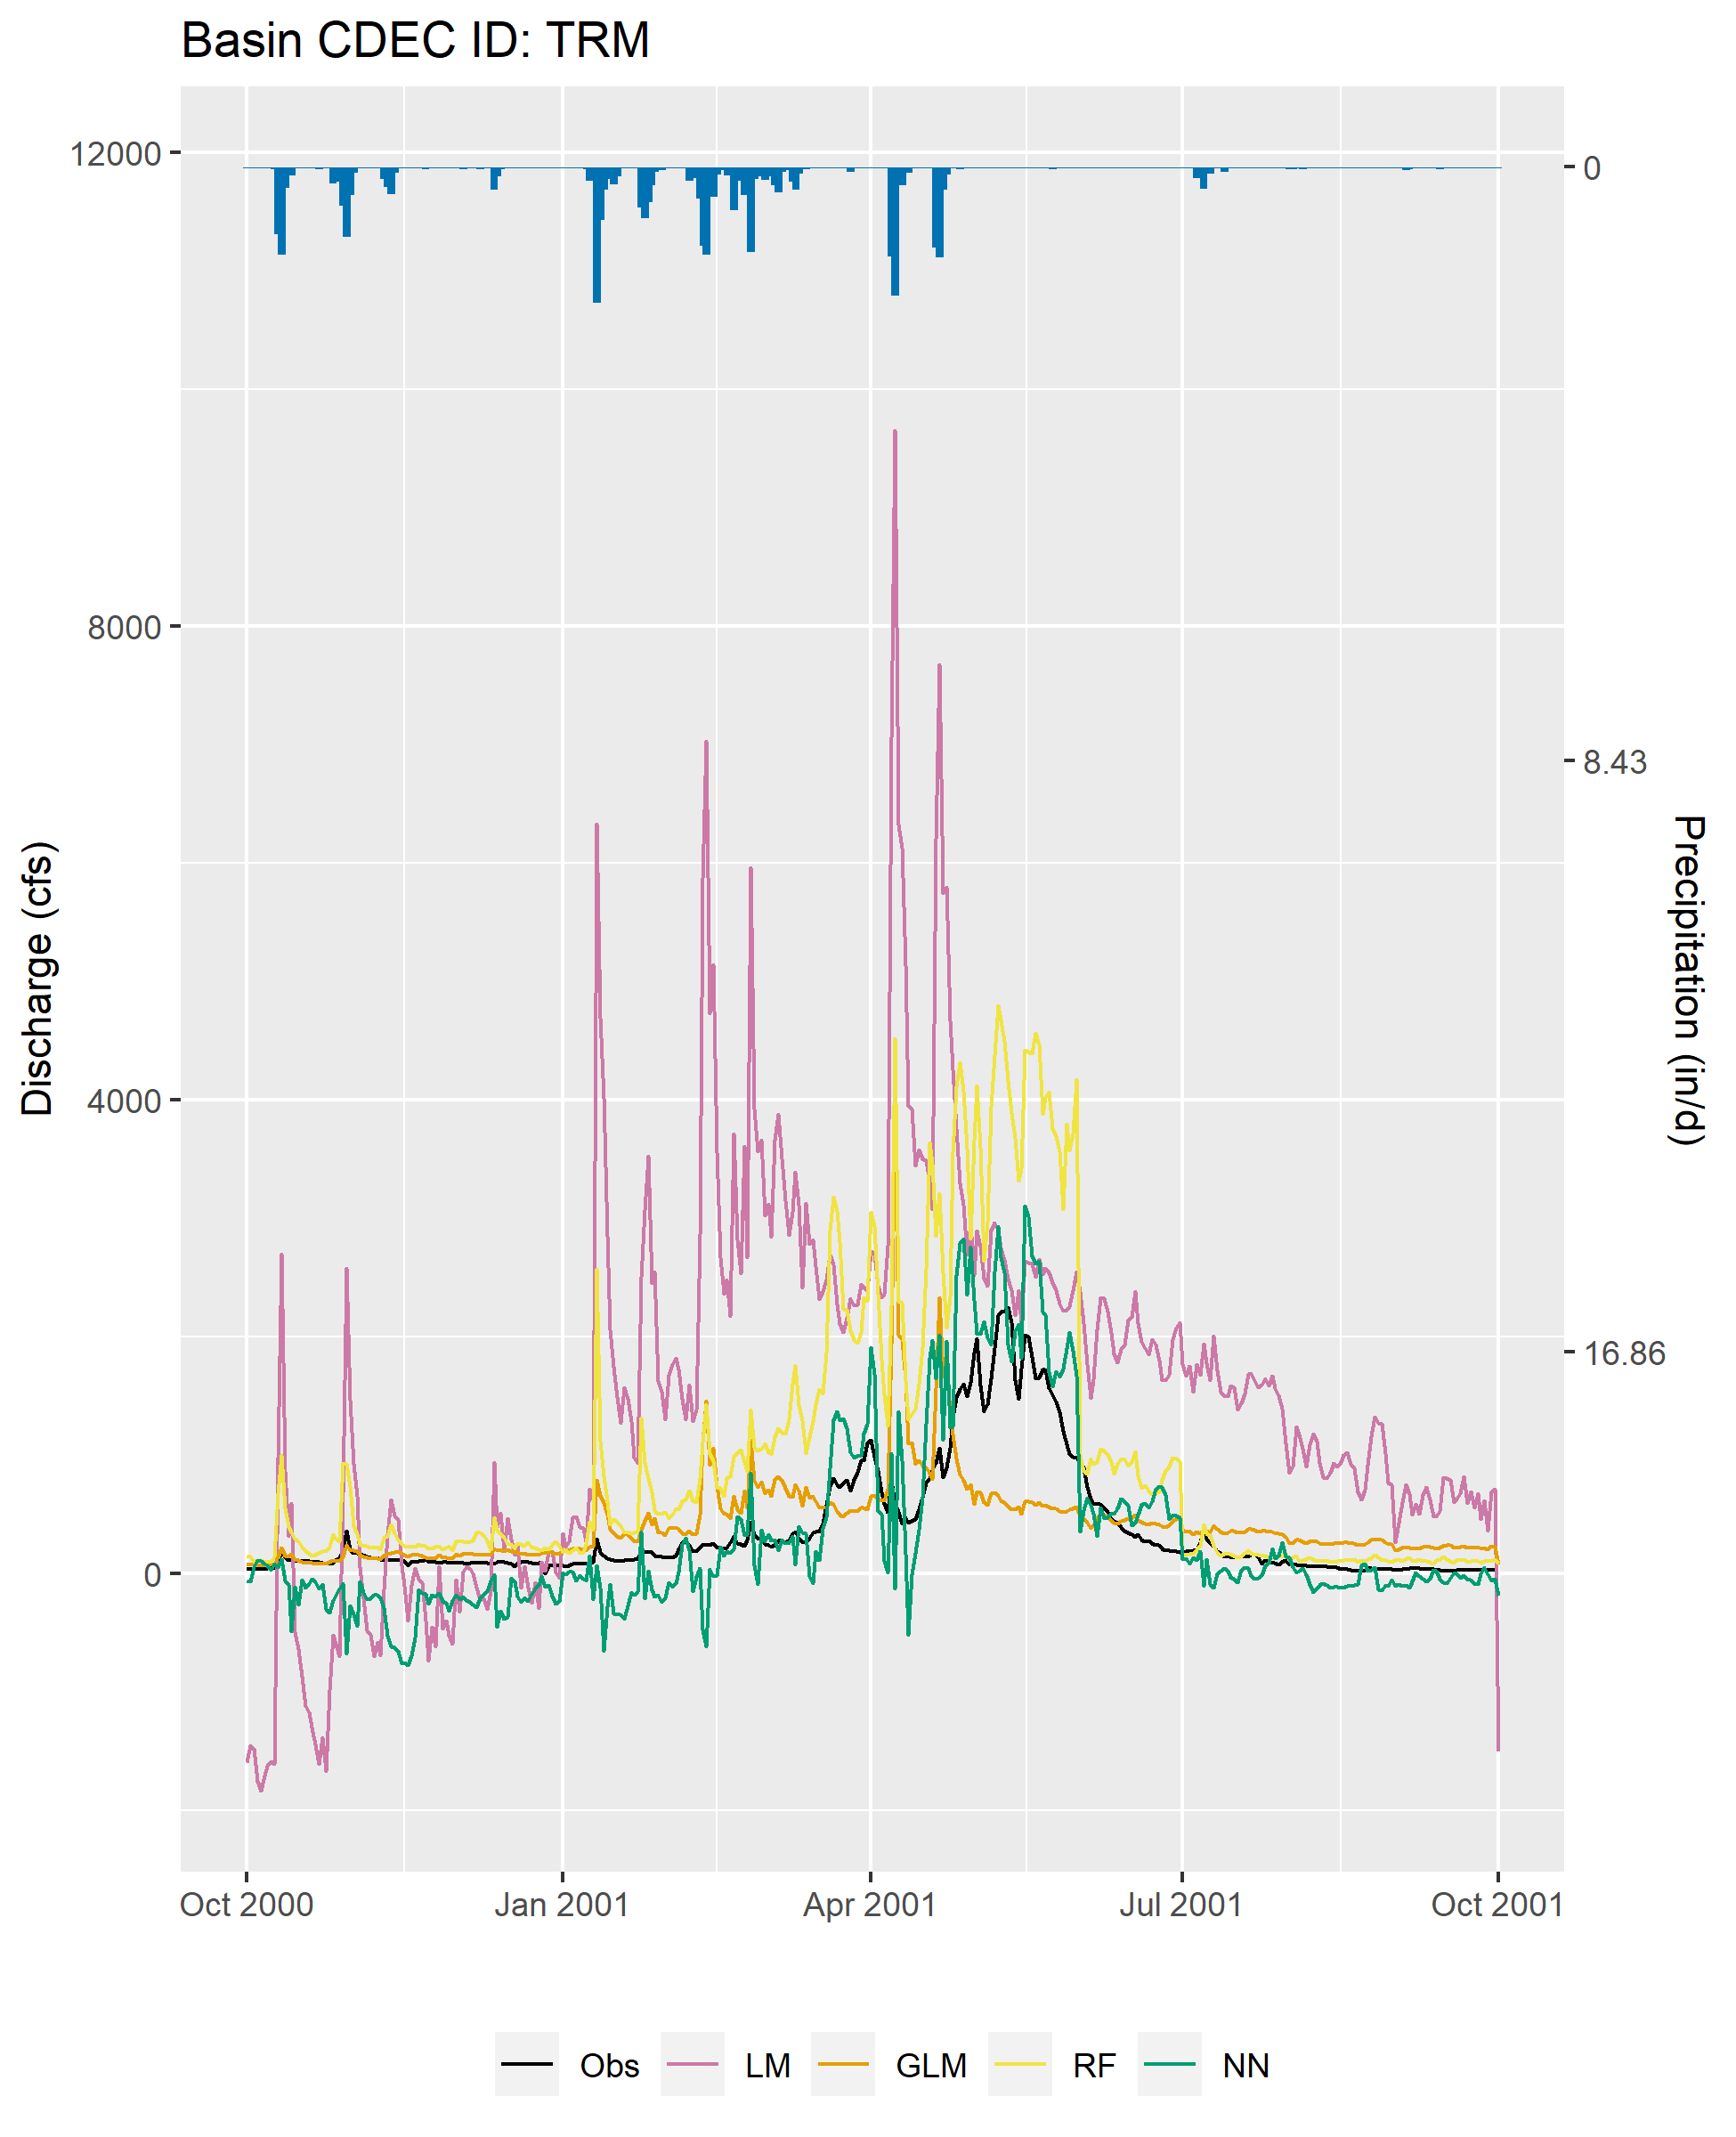 Basin CDEC ID: TRM
12000
8000
4000
0
Discharge (cfs)
0
8.43
16.86
Precipitation (in/d)
Oct 2000
Jan 2001
Apr 2001
Jul 2001
Oct 2001
Obs
LM
GLM
RF
NN